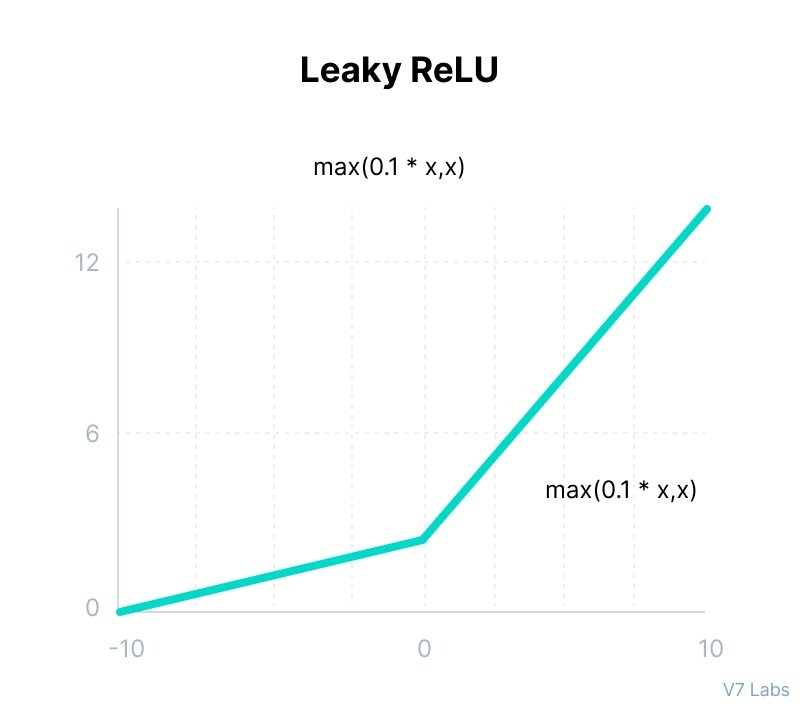 Leaky ReLU
max(0.1 * x,x)
12
6
max(0.1 * x,x)
0
-10 0 10
V7 Labs